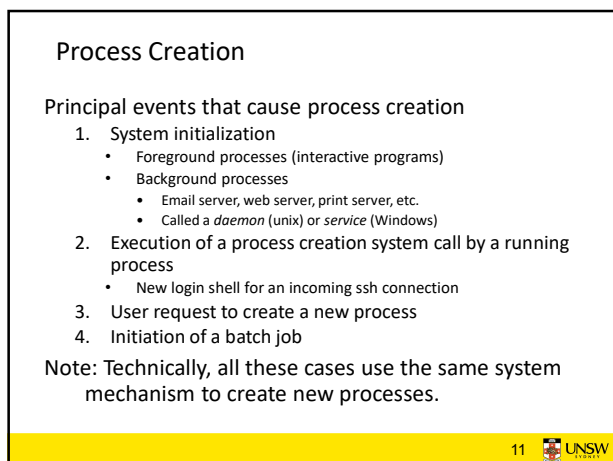 Process Creation
Principal events that cause process creation
1. System initialization
• Foreground processes (interactive programs)
• Background processes
• Email server, web server, print server, etc.
• Called a daemon (unix) or service (Windows)
2. Execution of a process creation system call by a running
process
• New login shell for an incoming ssh connection
3. User request to create a new process
4. Initiation of a batch job
Note: Technically, all these cases use the same system
mechanism to create new processes.
11 UNSW
SYDNEY